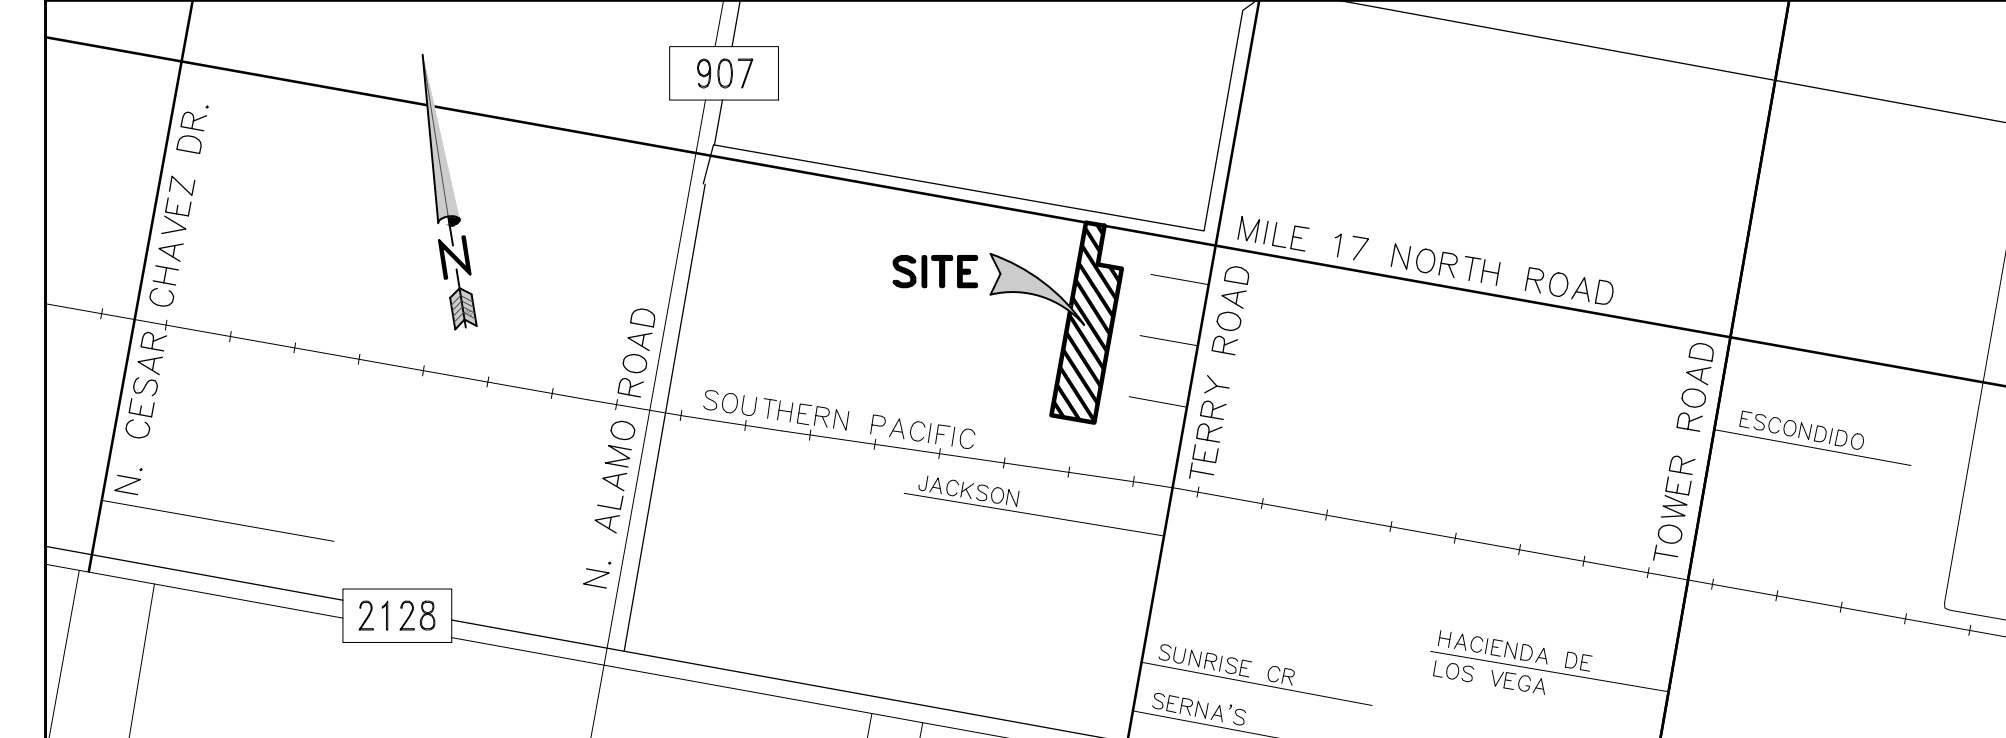 907
N. CESAR CHAVEZ DR.
N
SITE
MILE 17 NORTH ROAD
N. ALAMO ROAD
TERRY ROAD
TOWER ROAD
SOUTHERN PACIFIC
ESCONDIDO
JACKSON
2128
SUNRISE CR
SERNA'S
HACIENDA DE
LOS VEGA